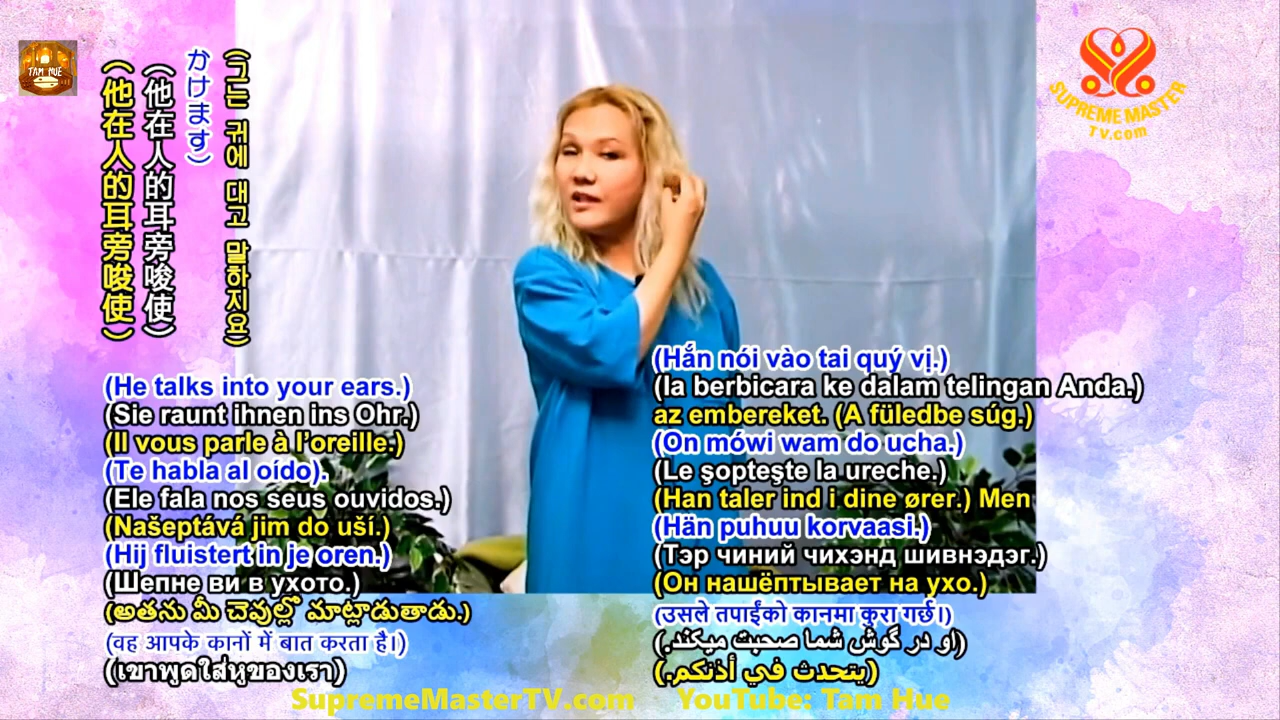 TAM HUE
(그는 귀에 대고 말하지요)
かけます)
(他在人的耳旁唆使)
(他在人的耳旁唆使)
SUPREME MASTER
TV.com
(He talks into your ears.)
(Sie raunt ihnen ins Ohr.)
(Il vous parle à l’oreille.)
(Te habla al oído).
(Ele fala nos seus ouvidos.)
(Našeptává jim do uší.)
(Hij fluistert in je oren.)
(Шепне ви в ухото.)
(అతను మీ చెవుల్లో మాట్లాడుతాడు.)
(वह आपके कानों में बात करता है।)
(เขาพูดใส่หูของเรา)
(Hắn nói vào tai quý vị.)
(Ia berbicara ke dalam telingan Anda.)
az embereket. (A füledbe súg.)
(On mówi wam do ucha.)
(Le şopteşte la ureche.)
(Han taler ind i dine ører.) Men
(Hän puhuu korvaasi.)
(Тэр чиний чихэнд шивнэдэг.)
(Он нашёптывает на ухо.)
(उसले तपाईंको कानमा कुरा गर्छ।)
(او در گوش شما صحبت میکند.)
(يتحدث في أذنكم.)
SupremeMasterTV.com
YouTube: Tam Hue